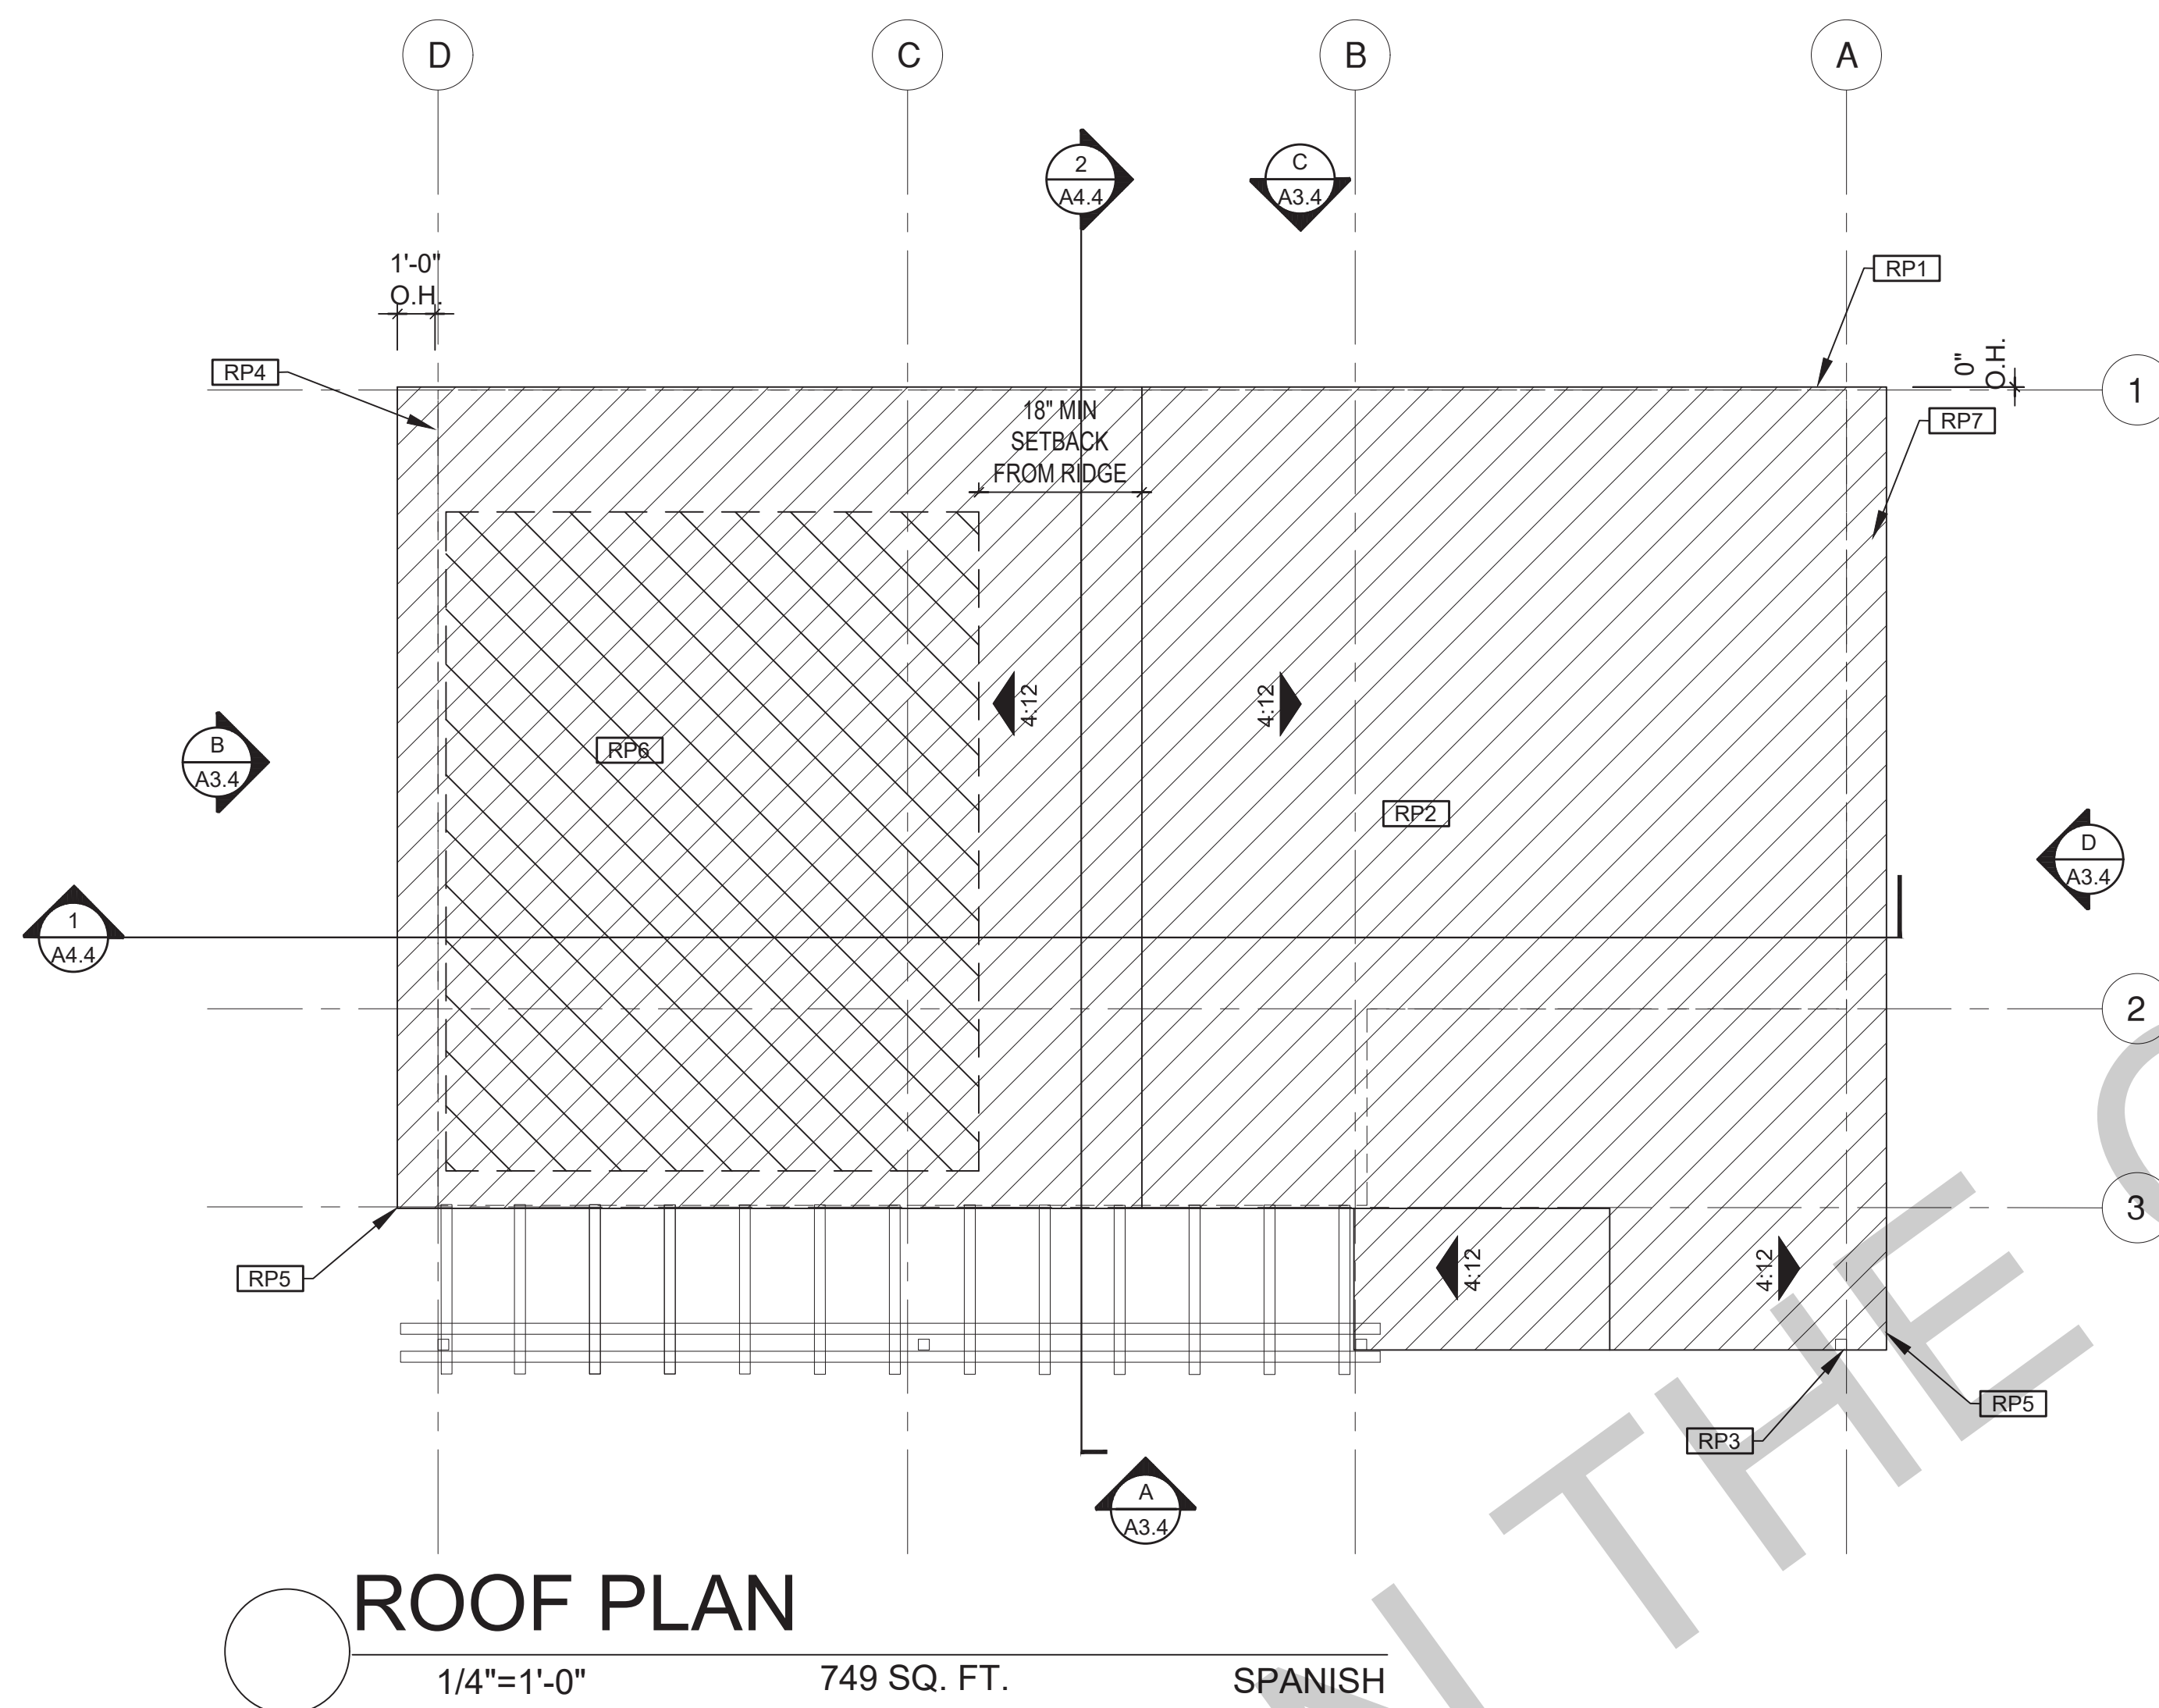 D
C
B
A
2
A4.4
C
A3.4
1'-0"
O.H.
RP1
0"
O.H.
RP4
1
18" MIN
SETBACK
FROM RIDGE
RP7
4:12
4:12
B
A3.4
RP6
RP2
D
A3.4
1
A4.4
2
3
RP5
4:12
4:12
RP5
RP3
A
A3.4
ROOF PLAN
1/4"=1'-0"
749 SQ. FT.
SPANISH
THE